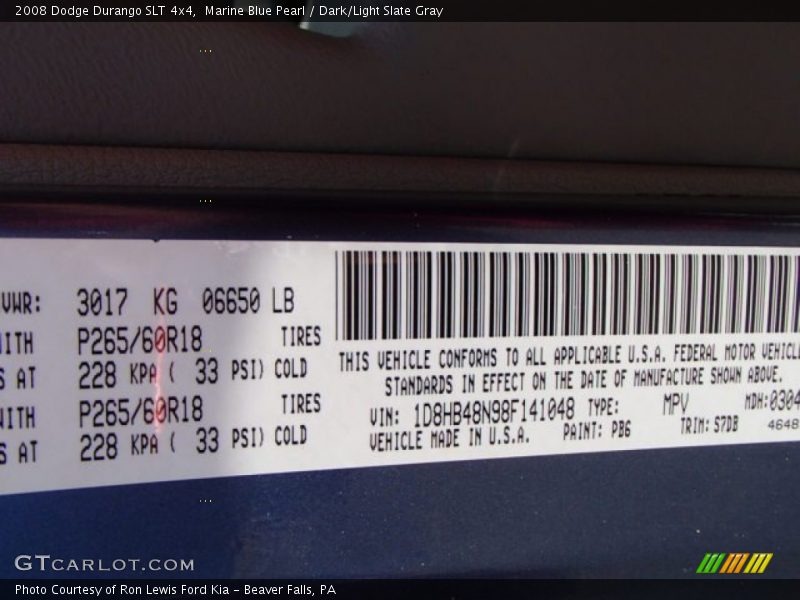 2008 Dodge Durango SLT 4x4, Marine Blue Pearl / Dark/Light Slate Gray
VWR: 3017 KG 06650 LB
WITH P265/60R18 TIRES
S AT 228 KPA ( 33 PSI) COLD
WITH P265/60R18 TIRES
S AT 228 KPA ( 33 PSI) COLD
THIS VEHICLE CONFORMS TO ALL APPLICABLE U.S.A. FEDERAL MOTOR VEHICLE
STANDARDS IN EFFECT ON THE DATE OF MANUFACTURE SHOWN ABOVE.
VIN: 1D8HB48N98F141048 TYPE: MPV MDH: 0304
VEHICLE MADE IN U.S.A. PAINT: PB6 TRIM: S7DB 4648
GTCARLOT.COM
Photo Courtesy of Ron Lewis Ford Kia – Beaver Falls, PA